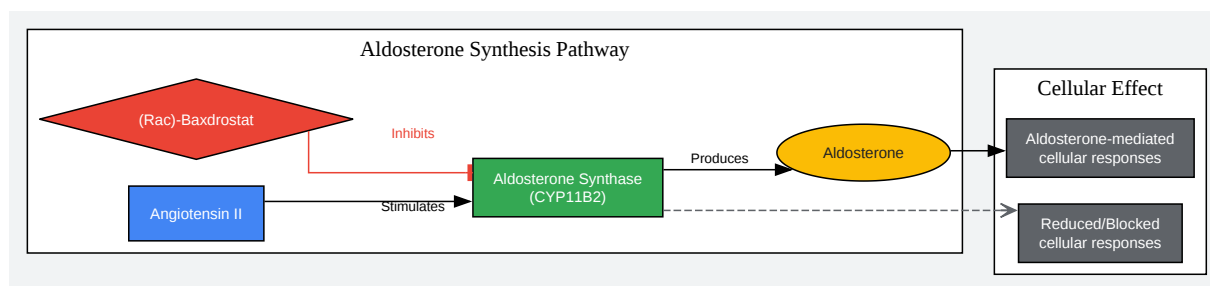 Aldosterone Synthesis Pathway
Cellular Effect
(Rac)-Baxdrostat
Inhibits
Angiotensin II
Stimulates
Aldosterone Synthase
(CYP11B2)
Produces
Aldosterone
Aldosterone-mediated
cellular responses
Reduced/Blocked
cellular responses